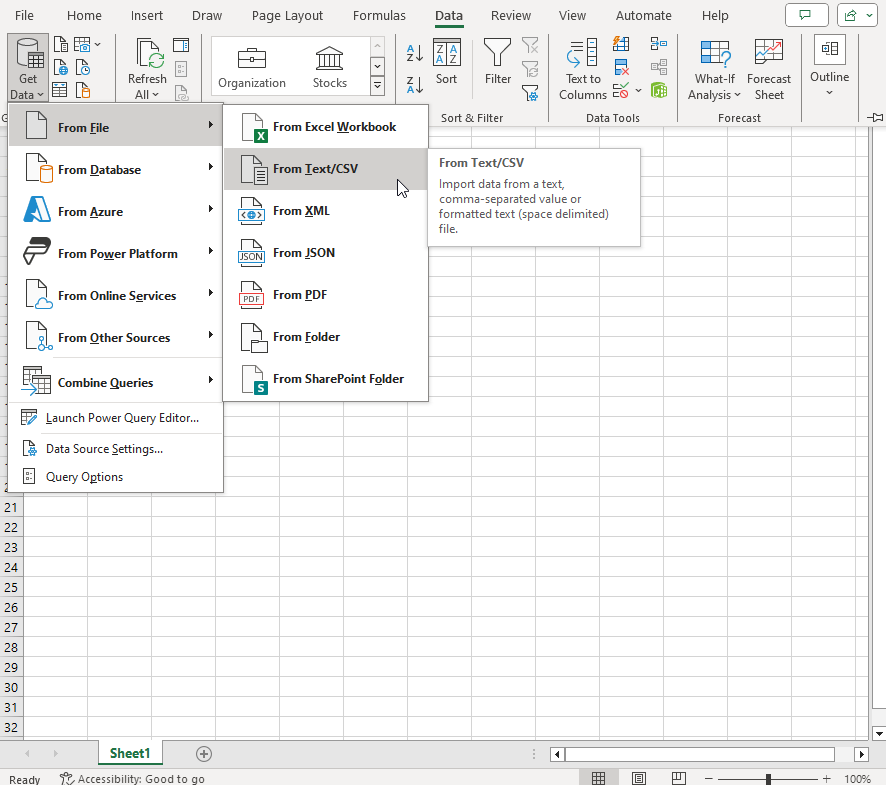 File Home Insert Draw Page Layout Formulas Data Review View Automate Help
Get Data
Refresh All
Organization Stocks
A Z
Z A
Z A A Z
Sort
Filter
Text to Columns
What-If Analysis
Forecast Sheet
Outline
Sort & Filter Data Tools Forecast
From File
From Database
From Azure
From Power Platform
From Online Services
From Other Sources
Combine Queries
Launch Power Query Editor...
Data Source Settings...
Query Options
X From Excel Workbook
From Text/CSV
From XML
JSON From JSON
PDF From PDF
From Folder
S From SharePoint Folder
From Text/CSV
Import data from a text,
comma-separated value or
formatted text (space delimited)
file.
21
22
23
24
25
26
27
28
29
30
31
32
Sheet1
Ready Accessibility: Good to go 100%